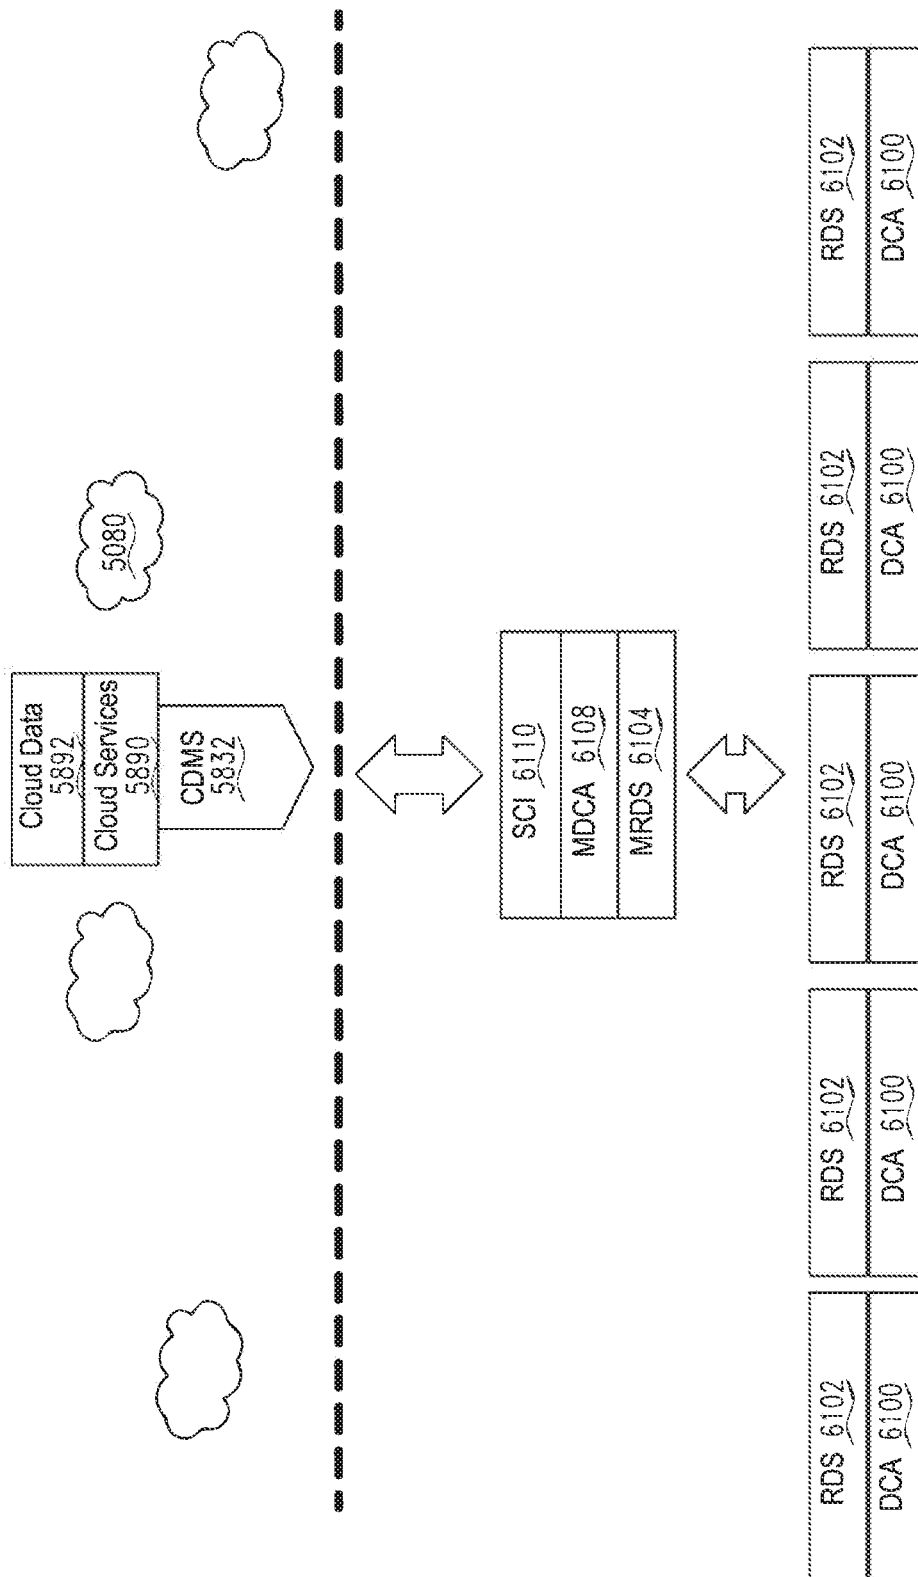 Cloud Data
5892
Cloud Services
5890
CDMS
5832
5080
SCI 6110
MDCA 6108
MRDS 6104
RDS 6102
DCA 6100
RDS 6102
DCA 6100
RDS 6102
DCA 6100
RDS 6102
DCA 6100
RDS 6102
DCA 6100